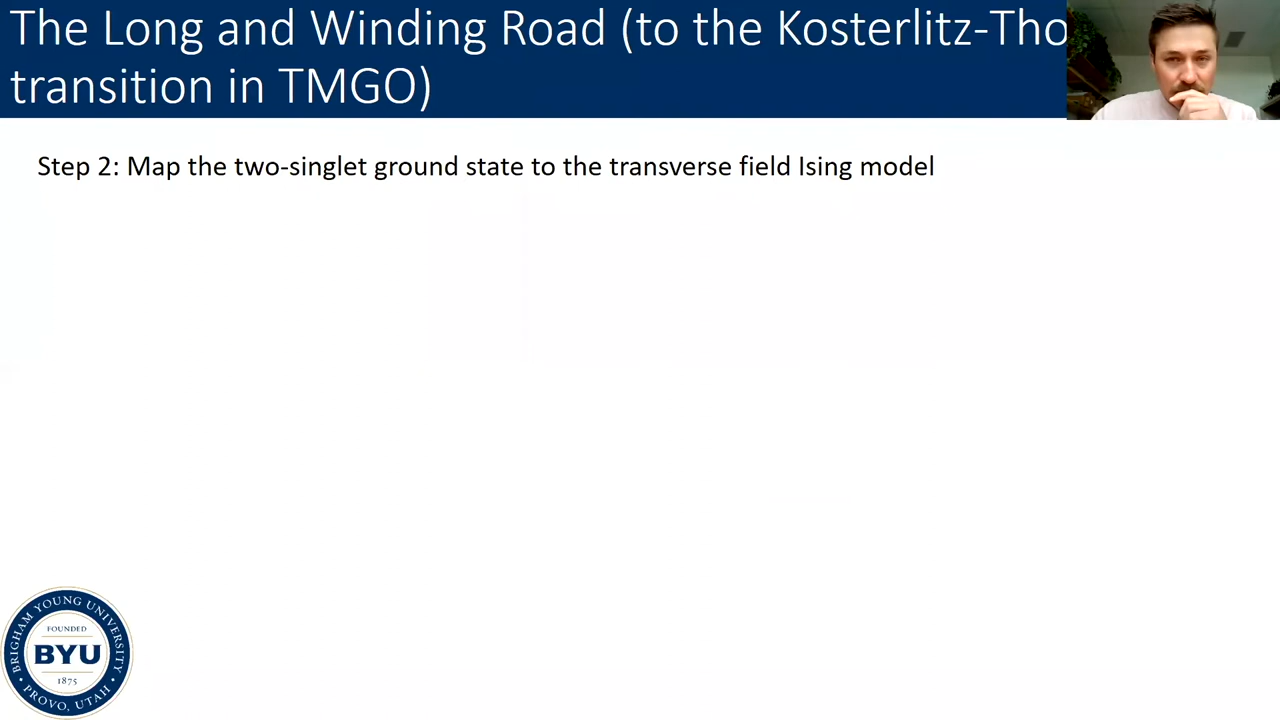 The Long and Winding Road (to the Kosterlitz-Tho
transition in TMGO)
Step 2: Map the two-singlet ground state to the transverse field Ising model
BRIGHAM YOUNG UNIVERSITY
FOUNDED
BYU
1875
PROVO, UTAH